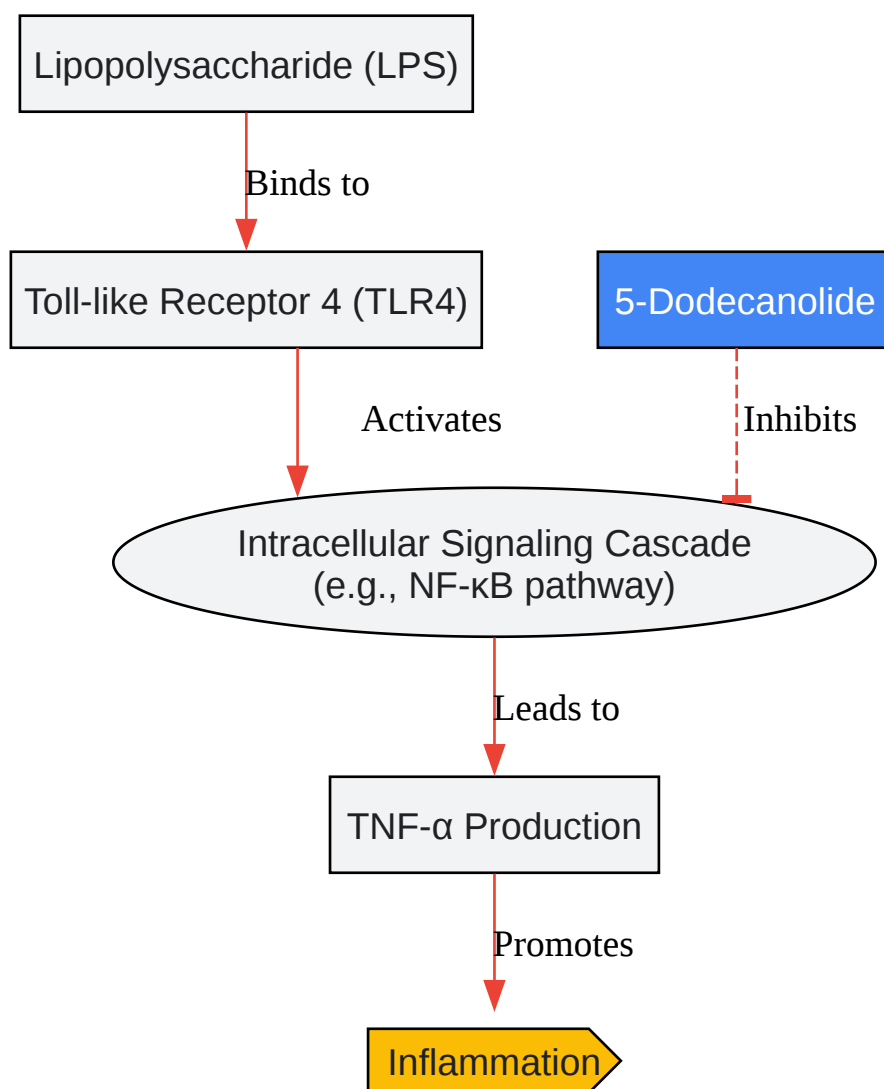 Lipopolysaccharide (LPS)
Binds to
Toll-like Receptor 4 (TLR4)
5-Dodecanolide
Activates
Inhibits
Intracellular Signaling Cascade
(e.g., NF-κB pathway)
Leads to
TNF-α Production
Promotes
Inflammation